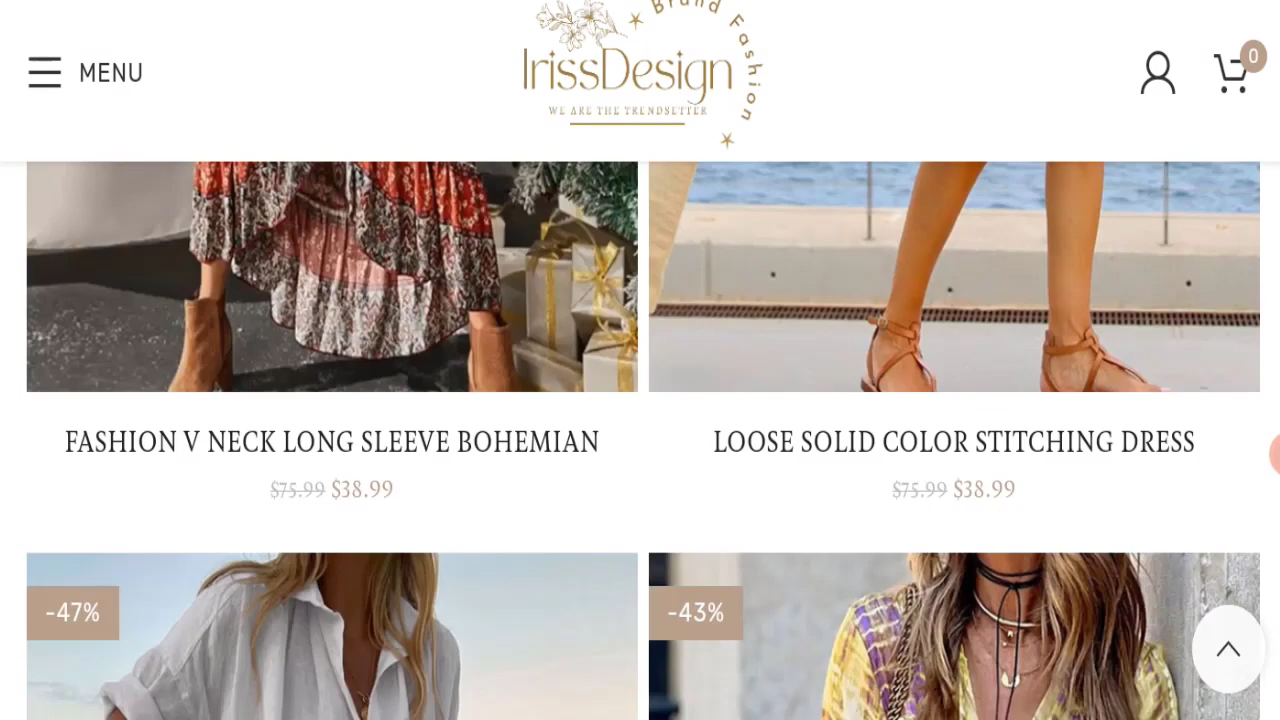 MENU
Brand Fashion
IrissDesign
WE ARE THE TRENDSETTER
0
FASHION V NECK LONG SLEEVE BOHEMIAN
LOOSE SOLID COLOR STITCHING DRESS
$75.99 $38.99
$75.99 $38.99
-47%
-43%